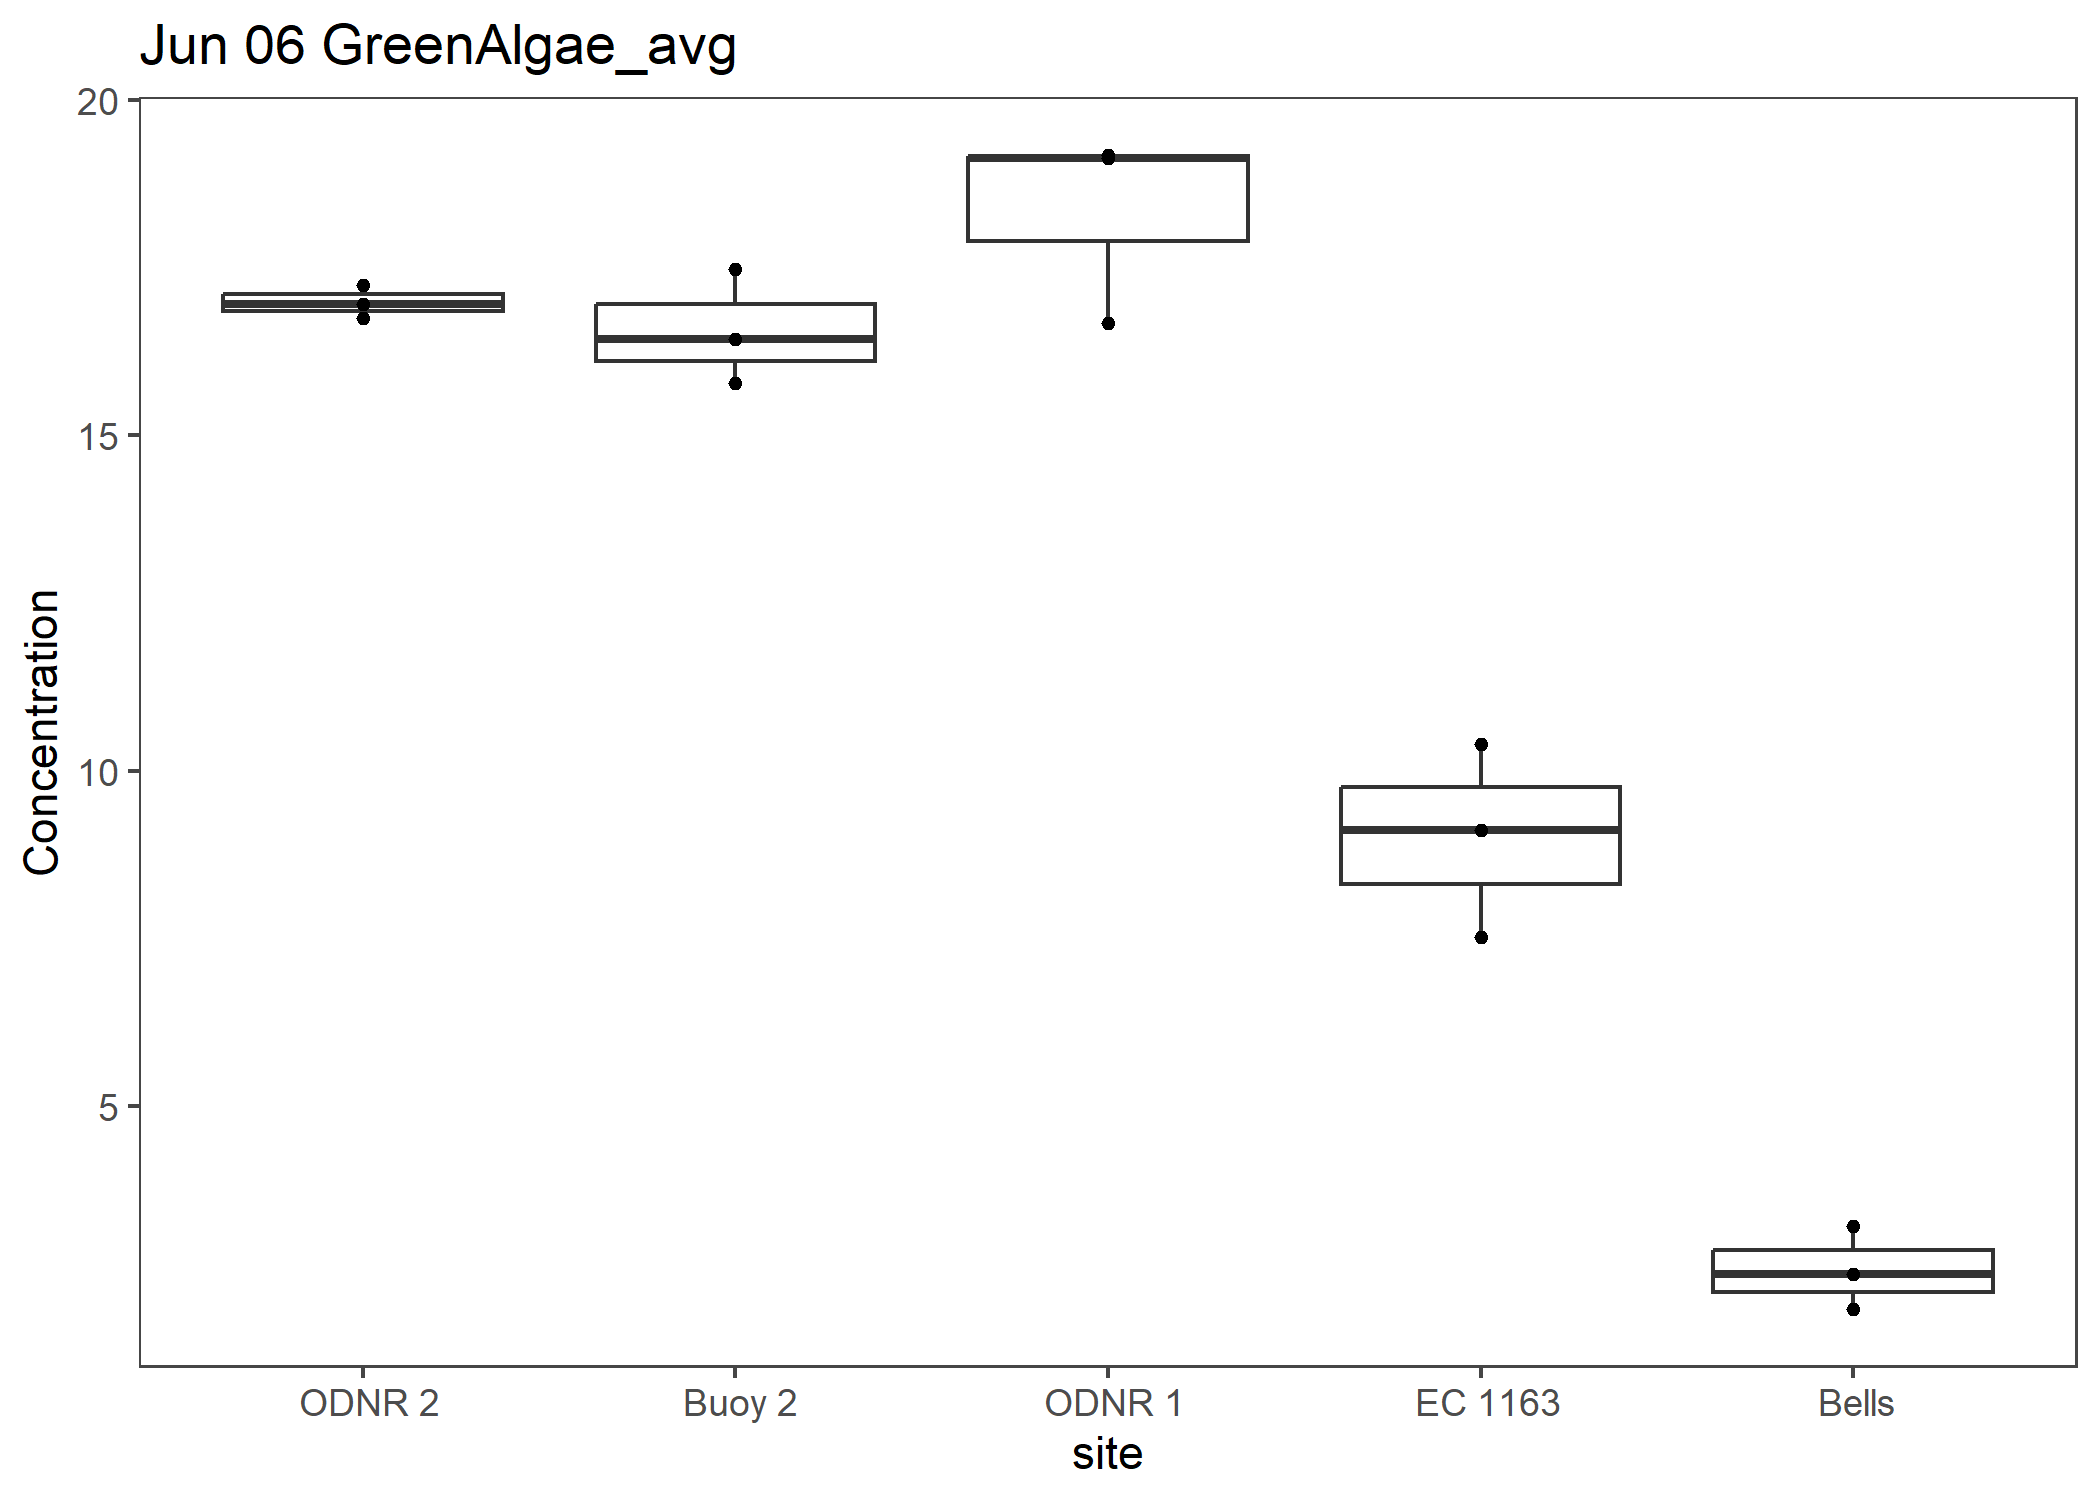 Jun 06 GreenAlgae_avg
20
15
10
5
Concentration
ODNR 2 Buoy 2 ODNR 1 EC 1163 Bells
site